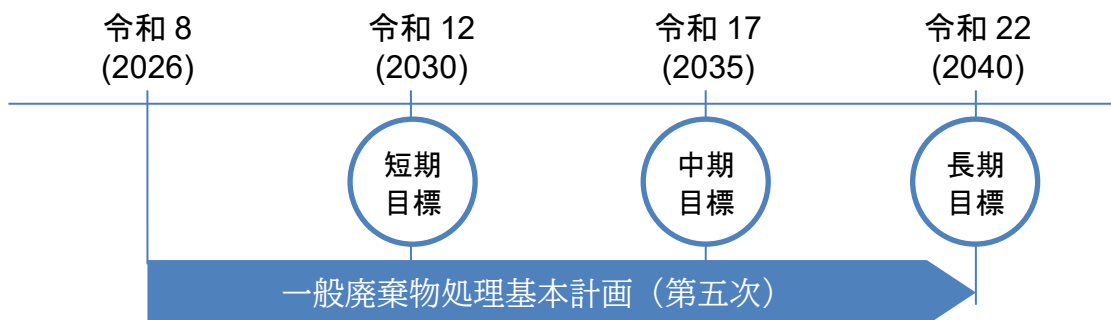 令和 8 令和 12 令和 17 令和 22
(2026) (2030) (2035) (2040)
短期 中期 長期
目標 目標 目標
一般廃棄物処理基本計画（第五次）